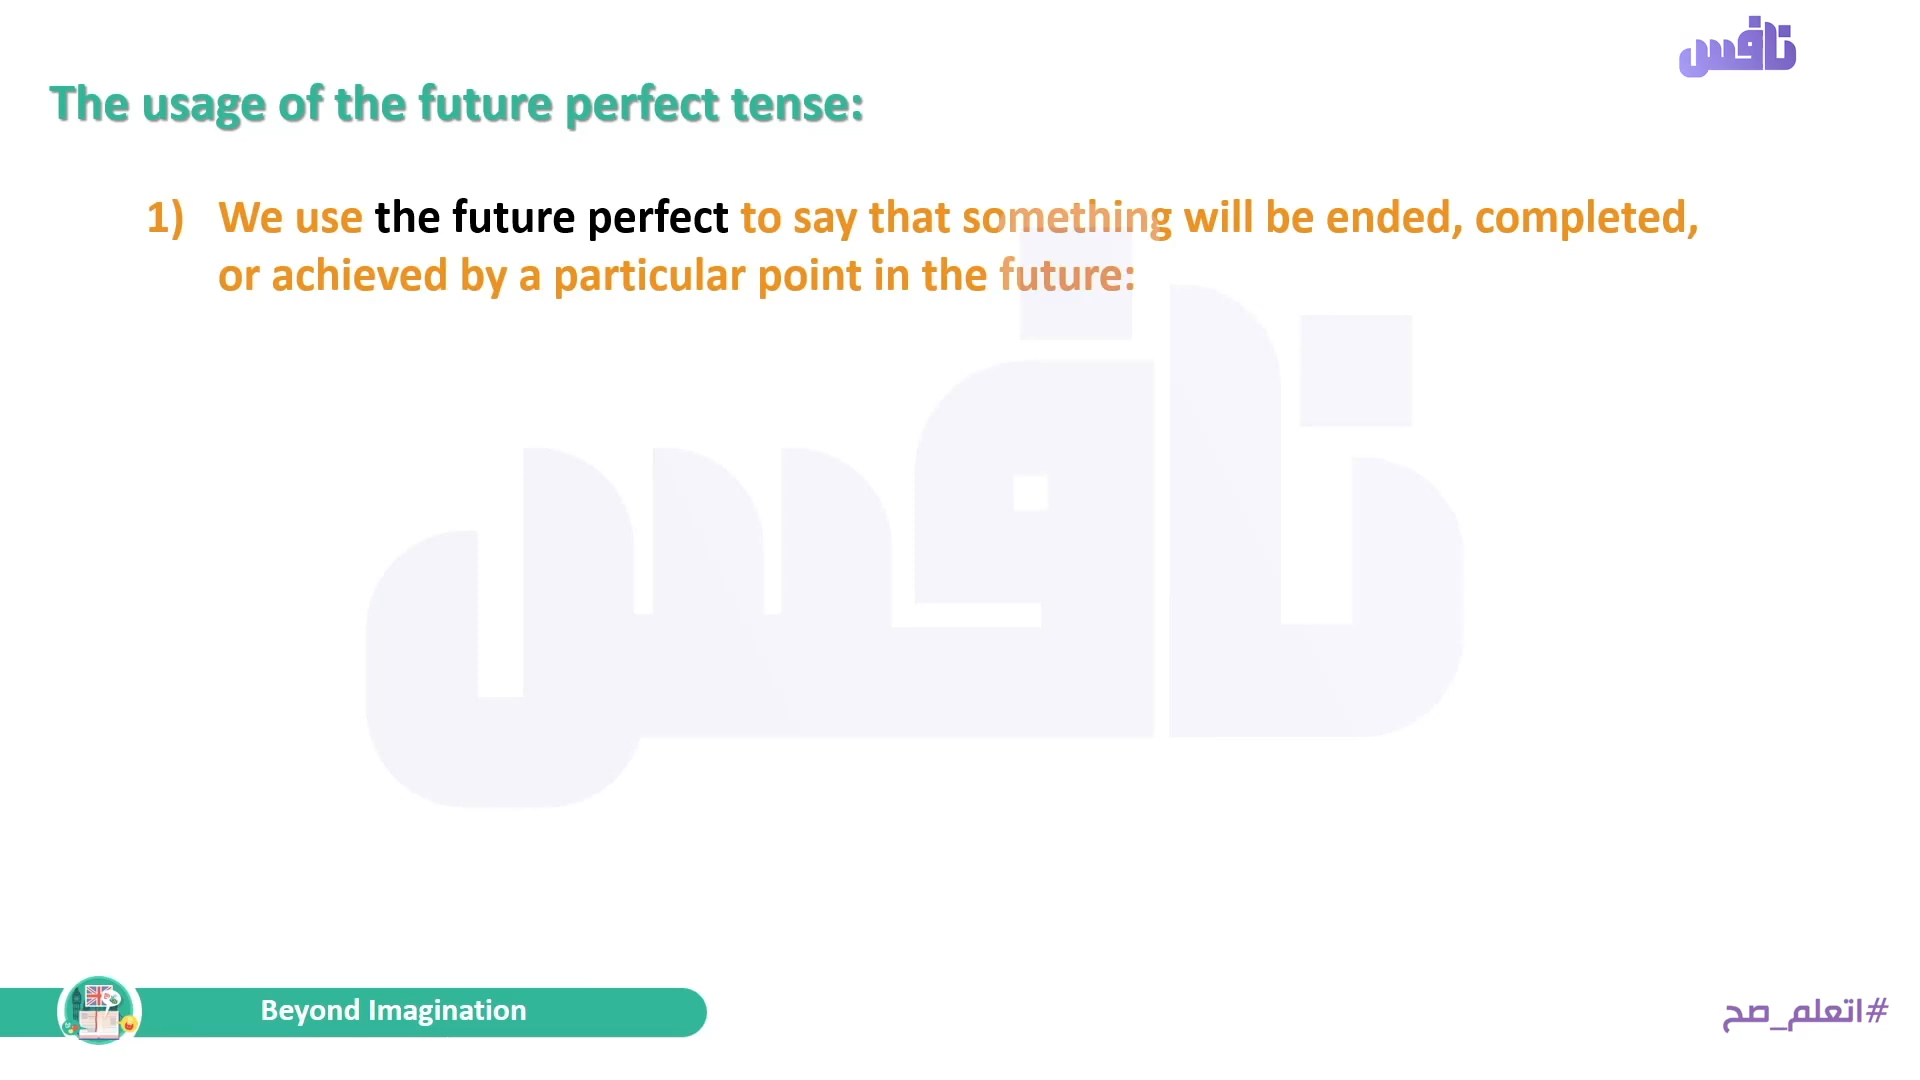 نافس
The usage of the future perfect tense:
1) We use the future perfect to say that something will be ended, completed,
or achieved by a particular point in the future:
نافس
Beyond Imagination
#اتعلم_صح